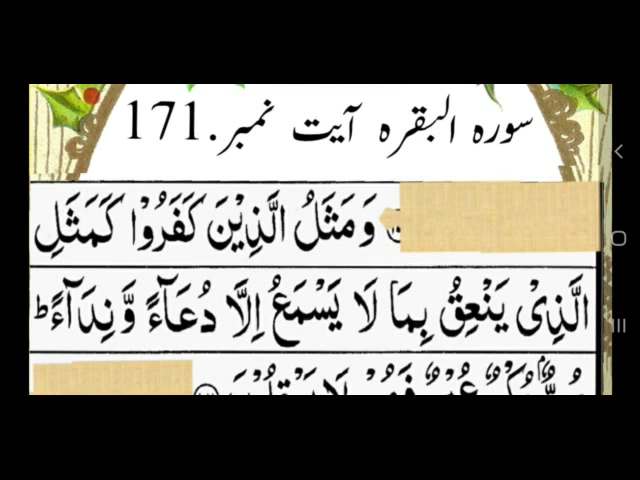 سورہ البقرہ آیت نمبر.171
وَمَثَلُ الَّذِيْنَ كَفَرُوْا كَمَثَلِ
الَّذِيْ يَنْعِقُ بِمَا لَا يَسْمَعُ اِلَّا دُعَآءً وَّنِدَآءً ؕ